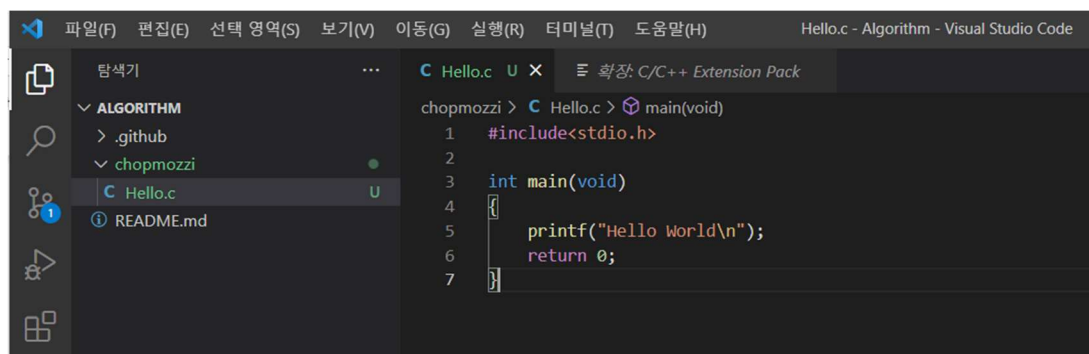 파일(F) 편집(E) 선택 영역(S) 보기(V) 이동(G) 실행(R) 터미널(T) 도움말(H) Hello.c - Algorithm - Visual Studio Code
탐색기 ···
C Hello.c U ✕ 확장: C/C++ Extension Pack
ALGORITHM
chopmozzi > C Hello.c > main(void)
> .github
chopmozzi
C Hello.c U
README.md
1
1 #include<stdio.h>
2
3 int main(void)
4 {
5 printf("Hello World\n");
6 return 0;
7 }